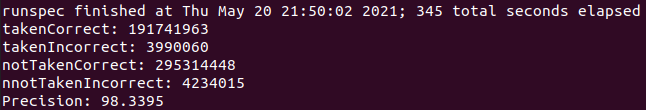 runspec finished at Thu May 20 21:50:02 2021; 345 total seconds elapsed
takenCorrect: 191741963
takenIncorrect: 3990060
notTakenCorrect: 295314448
nnotTakenIncorrect: 4234015
Precision: 98.3395